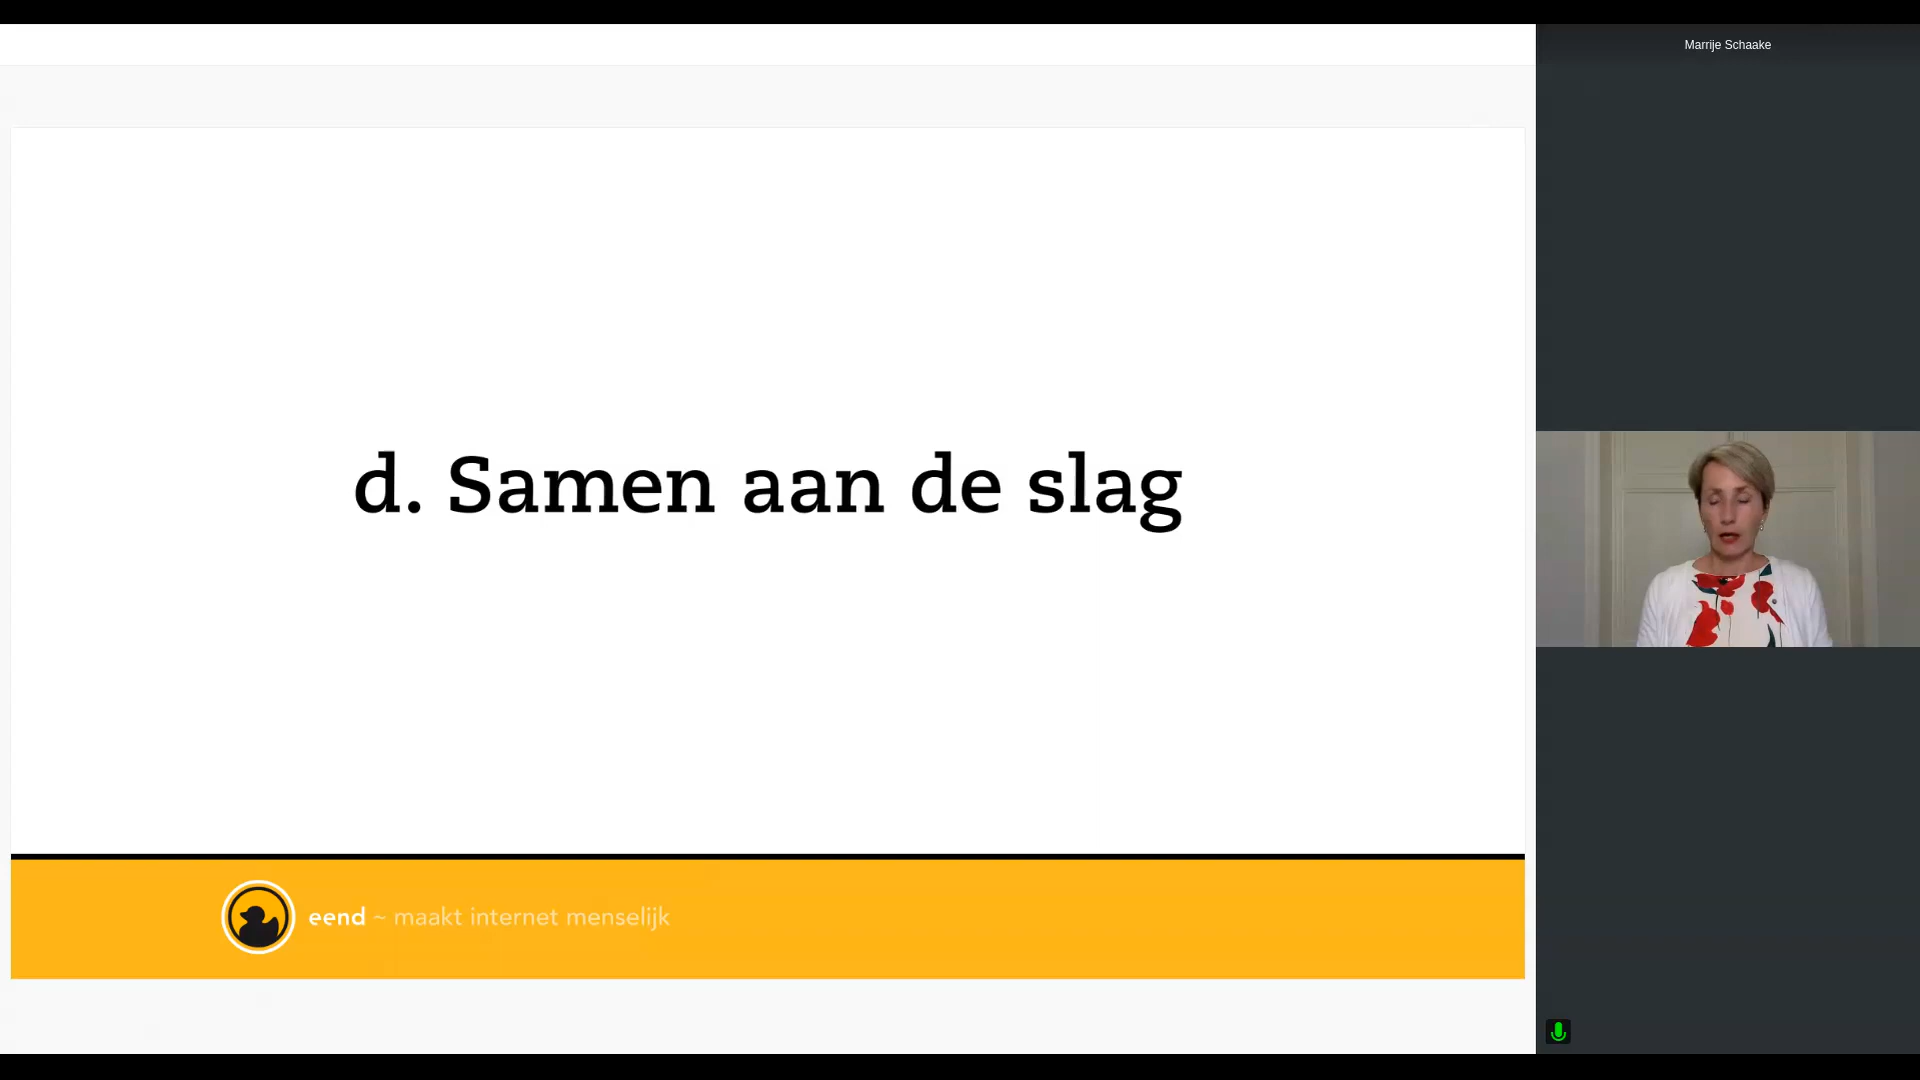 Marrije Schaake
d. Samen aan de slag
eend ~ maakt internet menselijk